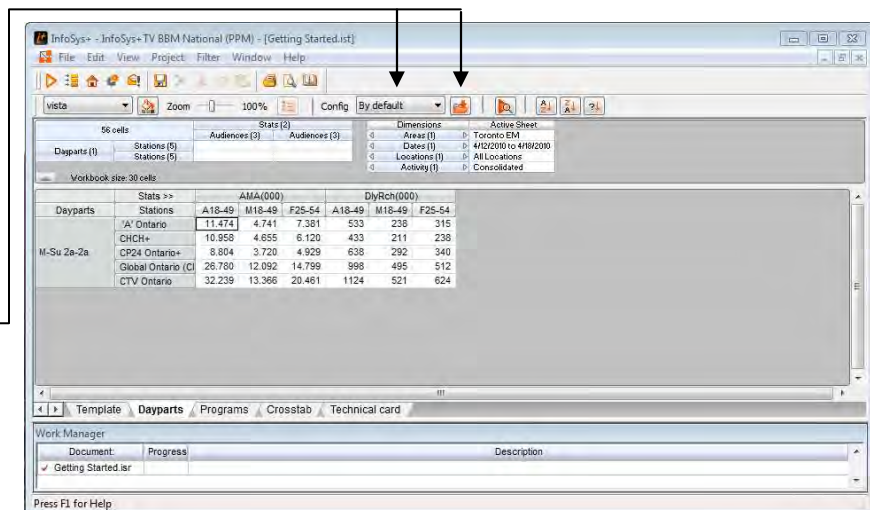 InfoSys+ - InfoSys+TV BBM National (PPM) - [Getting Started.ist]
File Edit View Project Filter Window Help
vista Zoom 100% Config By default
56 cells Stats (2) Dimensions Active Sheet
Audiences (3) Audiences (3) Areas (1) Toronto EM
Dayparts (1) Stations (5) Dates (1) 4/12/2010 to 4/18/2010
Stations (5) Locations (1) All Locations
Activity (1) Consolidated
Workbook size: 30 cells
Stats >> AMA(000) DlyRch(000)
Dayparts Stations A18-49 M18-49 F25-54 A18-49 M18-49 F25-54
M-Su 2a-2a 'A' Ontario 11.474 4.741 7.381 533 238 315
CHCH+ 10.958 4.655 6.120 433 211 238
CP24 Ontario+ 8.804 3.720 4.929 638 292 340
Global Ontario (CI 26.780 12.092 14.799 998 495 512
CTV Ontario 32.239 13.366 20.461 1124 521 624
Template Dayparts Programs Crosstab Technical card
Work Manager
Document: Progress Description
Getting Started.isr
Press F1 for Help